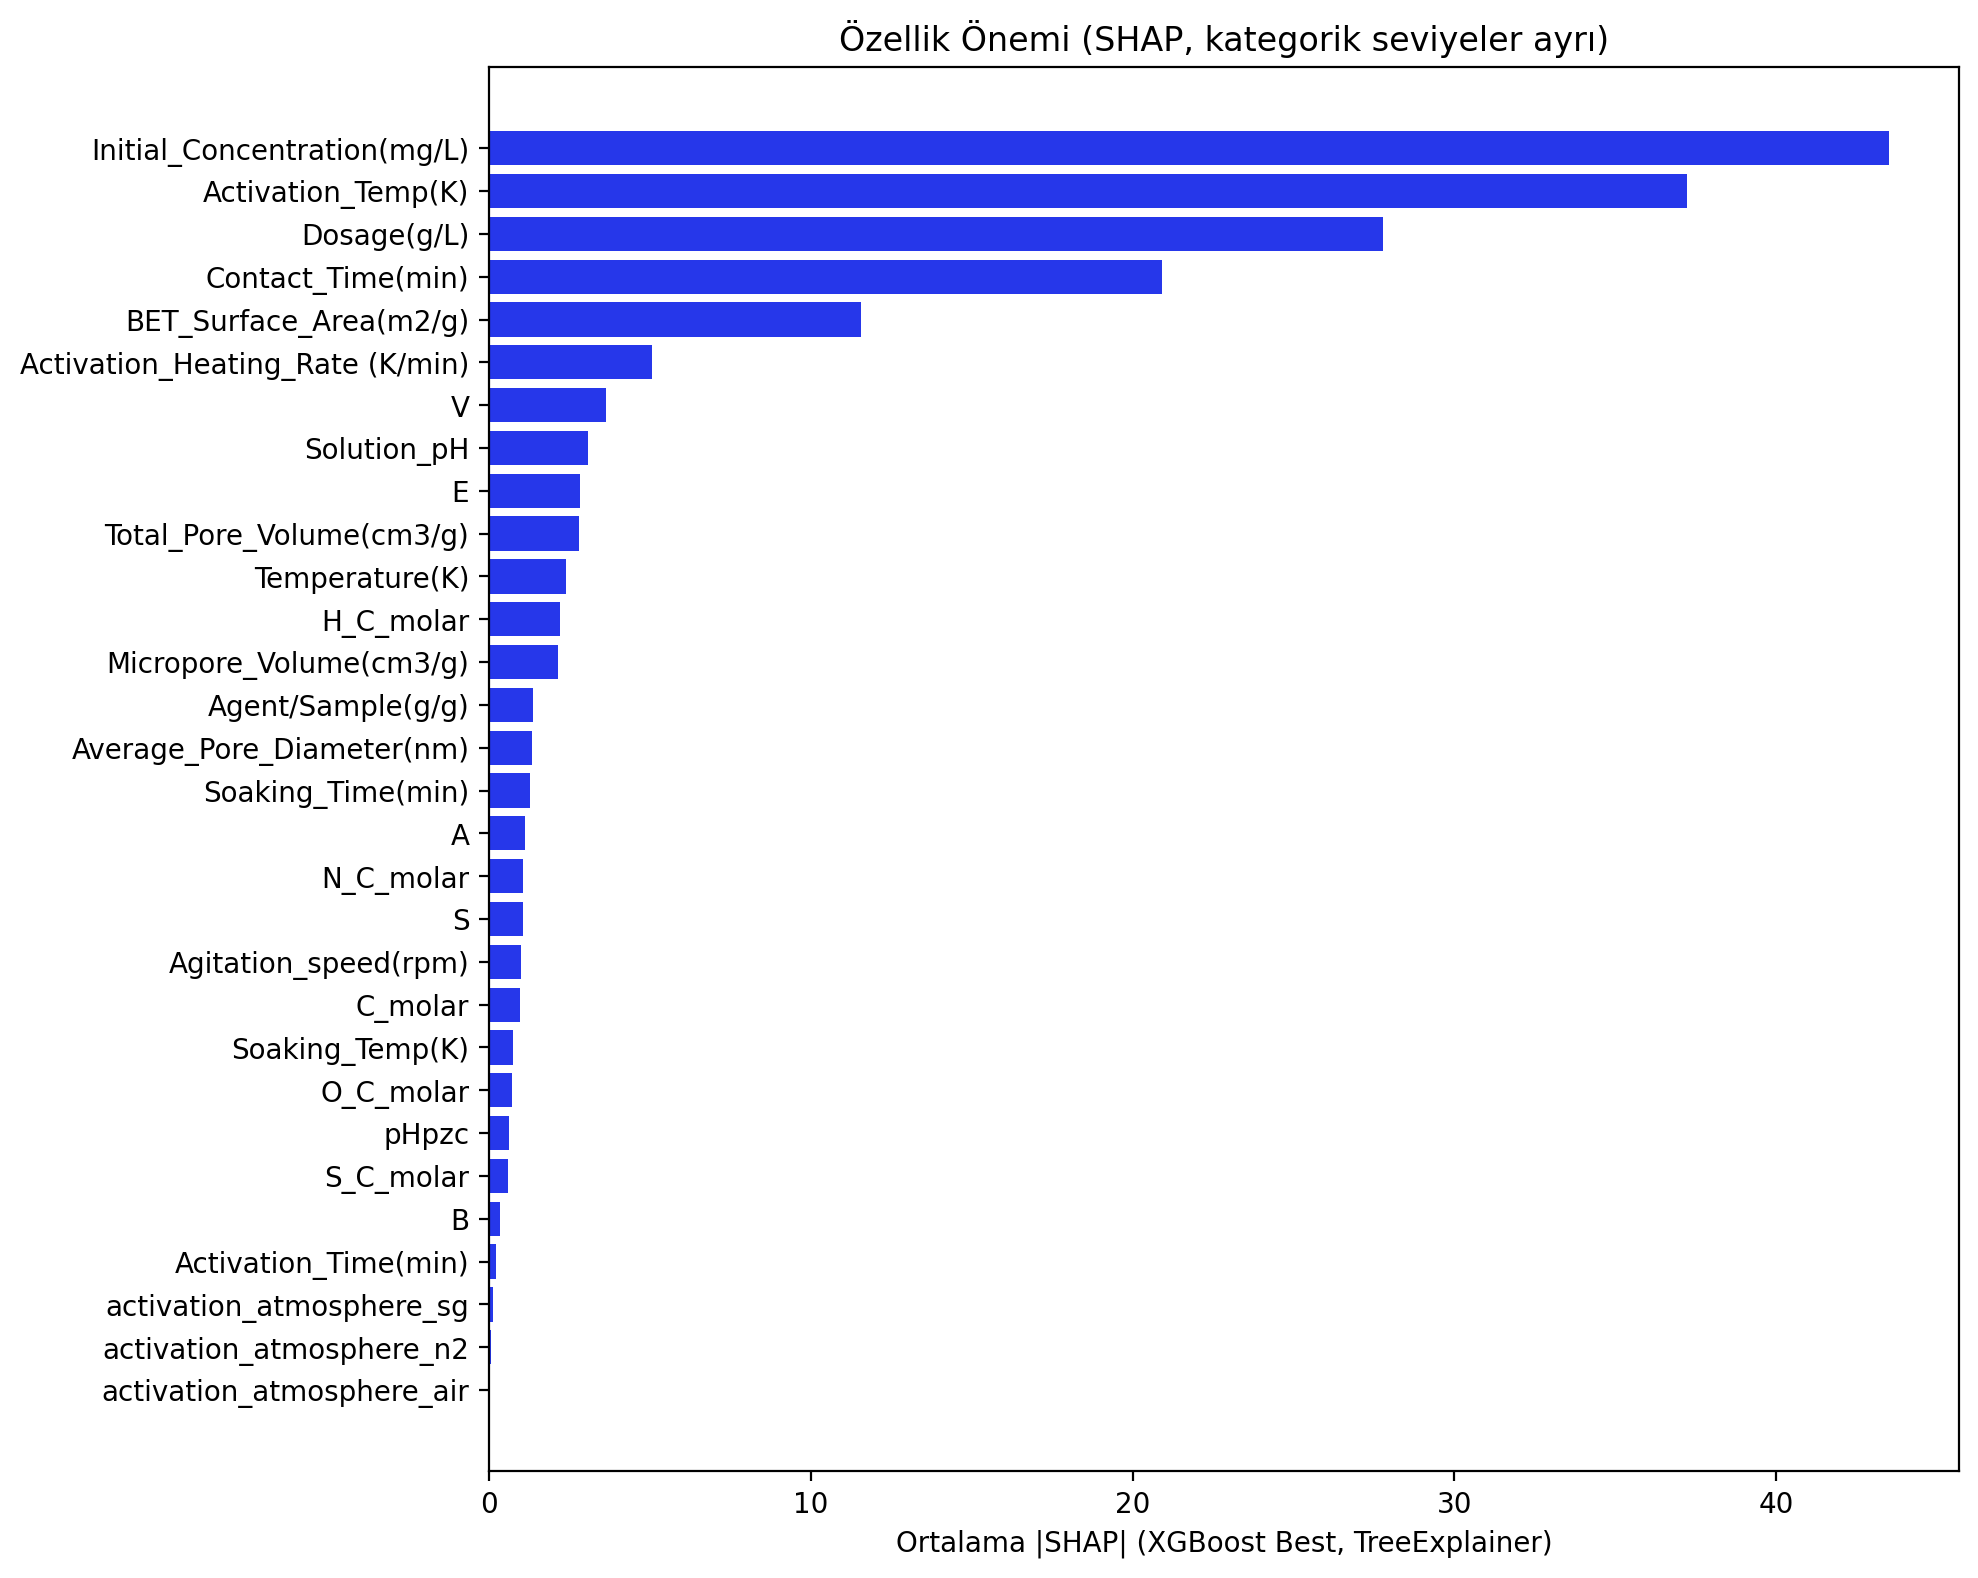 Özellik Önemi (SHAP, kategorik seviyeler ayrı)
Initial_Concentration(mg/L)
Activation_Temp(K)
Dosage(g/L)
Contact_Time(min)
BET_Surface_Area(m2/g)
Activation_Heating_Rate (K/min)
V
Solution_pH
E
Total_Pore_Volume(cm3/g)
Temperature(K)
H_C_molar
Micropore_Volume(cm3/g)
Agent/Sample(g/g)
Average_Pore_Diameter(nm)
Soaking_Time(min)
A
N_C_molar
S
Agitation_speed(rpm)
C_molar
Soaking_Temp(K)
O_C_molar
pHpzc
S_C_molar
B
Activation_Time(min)
activation_atmosphere_sg
activation_atmosphere_n2
activation_atmosphere_air
0 10 20 30 40
Ortalama |SHAP| (XGBoost Best, TreeExplainer)